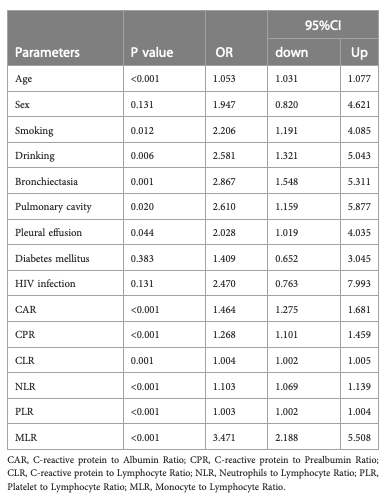 95%CI
Parameters P value OR down Up
Age <0.001 1.053 1.031 1.077
Sex 0.131 1.947 0.820 4.621
Smoking 0.012 2.206 1.191 4.085
Drinking 0.006 2.581 1.321 5.043
Bronchiectasia 0.001 2.867 1.548 5.311
Pulmonary cavity 0.020 2.610 1.159 5.877
Pleural effusion 0.044 2.028 1.019 4.035
Diabetes mellitus 0.383 1.409 0.652 3.045
HIV infection 0.131 2.470 0.763 7.993
CAR <0.001 1.464 1.275 1.681
CPR <0.001 1.268 1.101 1.459
CLR 0.001 1.004 1.002 1.005
NLR <0.001 1.103 1.069 1.139
PLR <0.001 1.003 1.002 1.004
MLR <0.001 3.471 2.188 5.508
CAR, C-reactive protein to Albumin Ratio; CPR, C-reactive protein to Prealbumin Ratio;
CLR, C-reactive protein to Lymphocyte Ratio; NLR, Neutrophils to Lymphocyte Ratio; PLR,
Platelet to Lymphocyte Ratio; MLR, Monocyte to Lymphocyte Ratio.